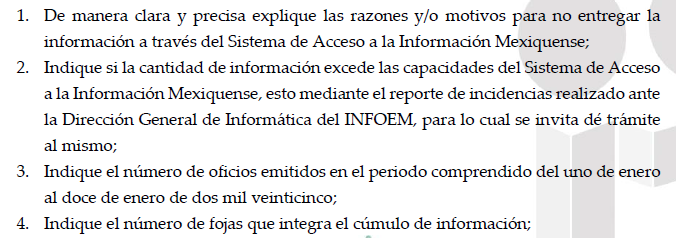 1. De manera clara y precisa explique las razones y/o motivos para no entregar la
información a través del Sistema de Acceso a la Información Mexiquense;
2. Indique si la cantidad de información excede las capacidades del Sistema de Acceso
a la Información Mexiquense, esto mediante el reporte de incidencias realizado ante
la Dirección General de Informática del INFOEM, para lo cual se invita dé trámite
al mismo;
3. Indique el número de oficios emitidos en el periodo comprendido del uno de enero
al doce de enero de dos mil veinticinco;
4. Indique el número de fojas que integra el cúmulo de información;